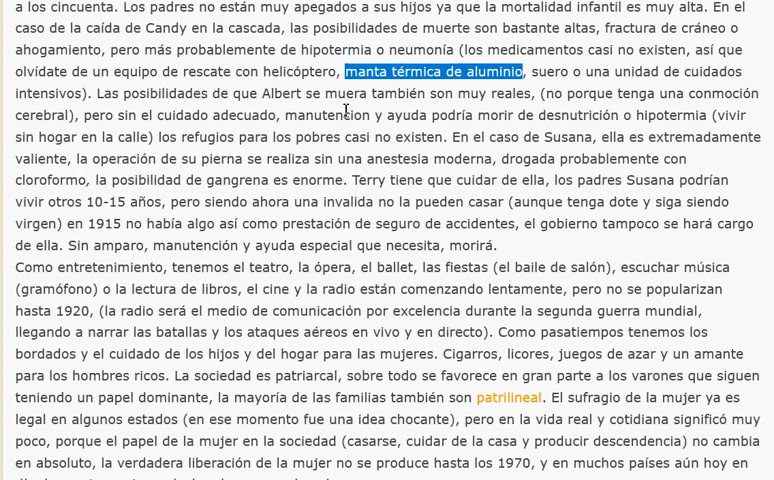 a los cincuenta. Los padres no están muy apegados a sus hijos ya que la mortalidad infantil es muy alta. En el
caso de la caída de Candy en la cascada, las posibilidades de muerte son bastante altas, fractura de cráneo o
ahogamiento, pero más probablemente de hipotermia o neumonía (los medicamentos casi no existen, así que
olvídate de un equipo de rescate con helicóptero, manta térmica de aluminio, suero o una unidad de cuidados
intensivos). Las posibilidades de que Albert se muera también son muy reales, (no porque tenga una conmoción
cerebral), pero sin el cuidado adecuado, manutencion y ayuda podría morir de desnutrición o hipotermia (vivir
sin hogar en la calle) los refugios para los pobres casi no existen. En el caso de Susana, ella es extremadamente
valiente, la operación de su pierna se realiza sin una anestesia moderna, drogada probablemente con
cloroformo, la posibilidad de gangrena es enorme. Terry tiene que cuidar de ella, los padres Susana podrían
vivir otros 10-15 años, pero siendo ahora una invalida no la pueden casar (aunque tenga dote y siga siendo
virgen) en 1915 no había algo así como prestación de seguro de accidentes, el gobierno tampoco se hará cargo
de ella. Sin amparo, manutención y ayuda especial que necesita, morirá.
Como entretenimiento, tenemos el teatro, la ópera, el ballet, las fiestas (el baile de salón), escuchar música
(gramófono) o la lectura de libros, el cine y la radio están comenzando lentamente, pero no se popularizan
hasta 1920, (la radio será el medio de comunicación por excelencia durante la segunda guerra mundial,
llegando a narrar las batallas y los ataques aéreos en vivo y en directo). Como pasatiempos tenemos los
bordados y el cuidado de los hijos y del hogar para las mujeres. Cigarros, licores, juegos de azar y un amante
para los hombres ricos. La sociedad es patriarcal, sobre todo se favorece en gran parte a los varones que siguen
teniendo un papel dominante, la mayoría de las familias también son patrilineal. El sufragio de la mujer ya es
legal en algunos estados (en ese momento fue una idea chocante), pero en la vida real y cotidiana significó muy
poco, porque el papel de la mujer en la sociedad (casarse, cuidar de la casa y producir descendencia) no cambia
en absoluto, la verdadera liberación de la mujer no se produce hasta los 1970, y en muchos países aún hoy en